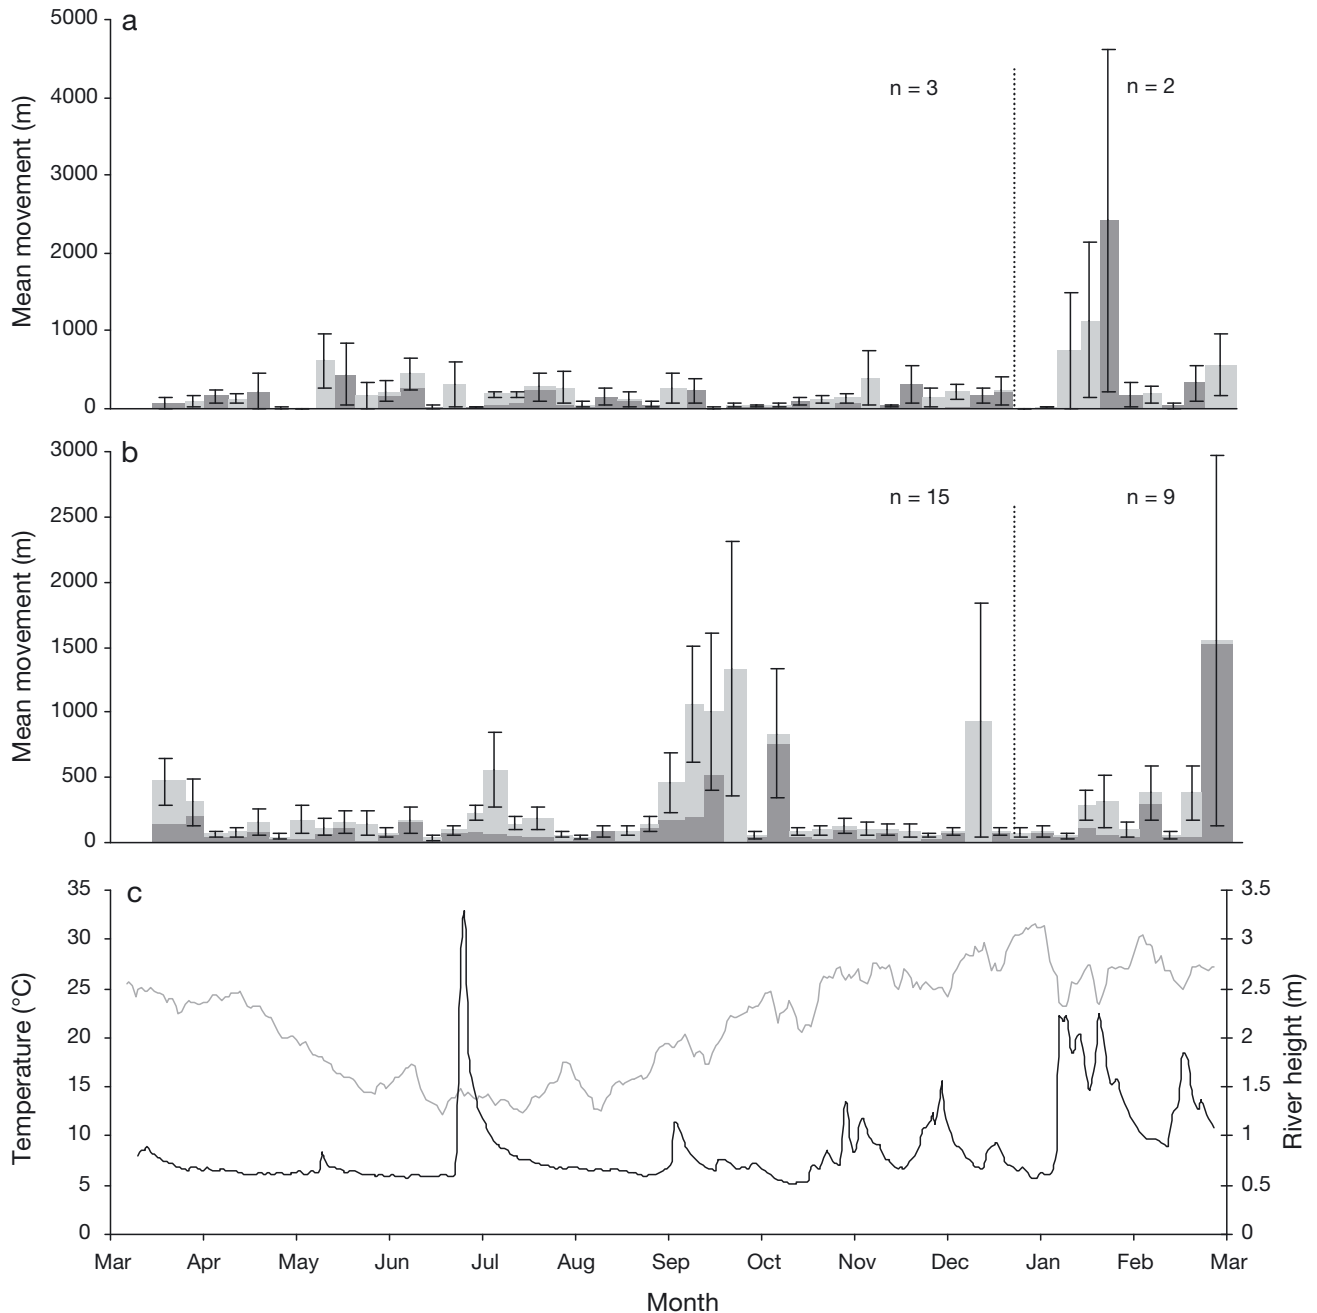 a
5000
4000
3000
2000
1000
0
Mean movement (m)
n = 3
n = 2
b
3000
2500
2000
1500
1000
500
0
Mean movement (m)
n = 15
n = 9
c
35
30
25
20
15
10
5
0
Temperature (°C)
3.5
3
2.5
2
1.5
1
0.5
0
River height (m)
Mar Apr May Jun Jul Aug Sep Oct Nov Dec Jan Feb Mar
Month